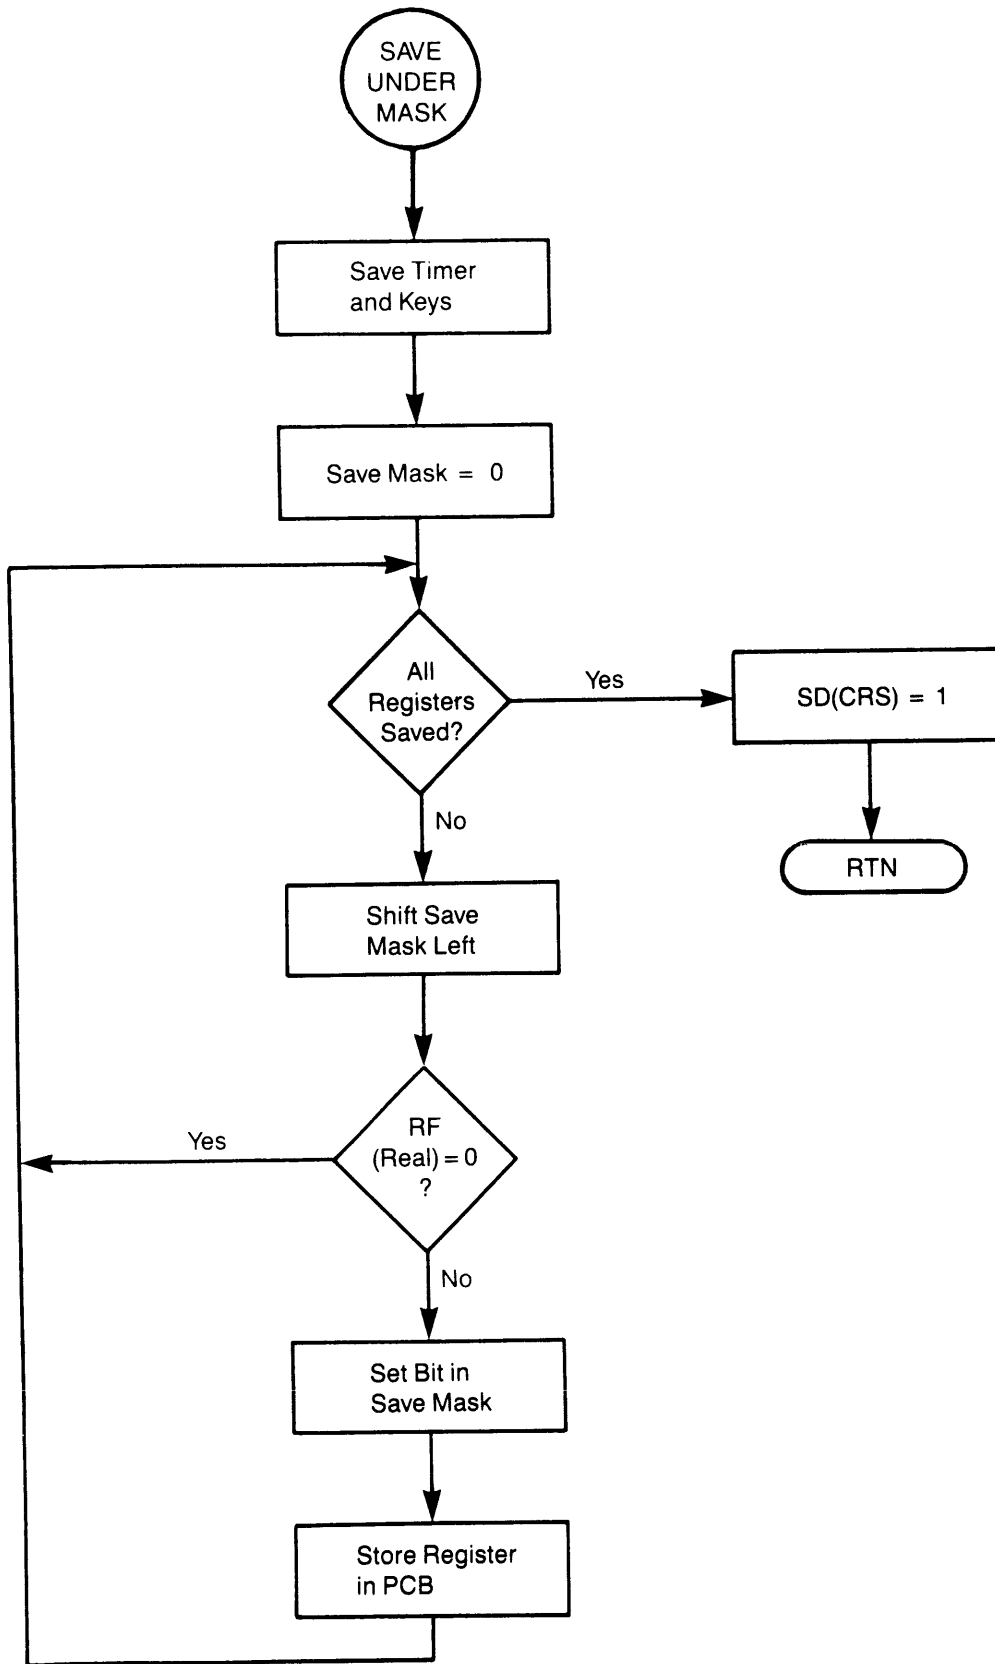 SAVE
UNDER
MASK
Save Timer
and Keys
Save Mask = 0
All
Registers
Saved?
Yes
SD(CRS) = 1
No
RTN
Shift Save
Mask Left
RF
(Real) = 0
?
Yes
No
Set Bit in
Save Mask
Store Register
in PCB